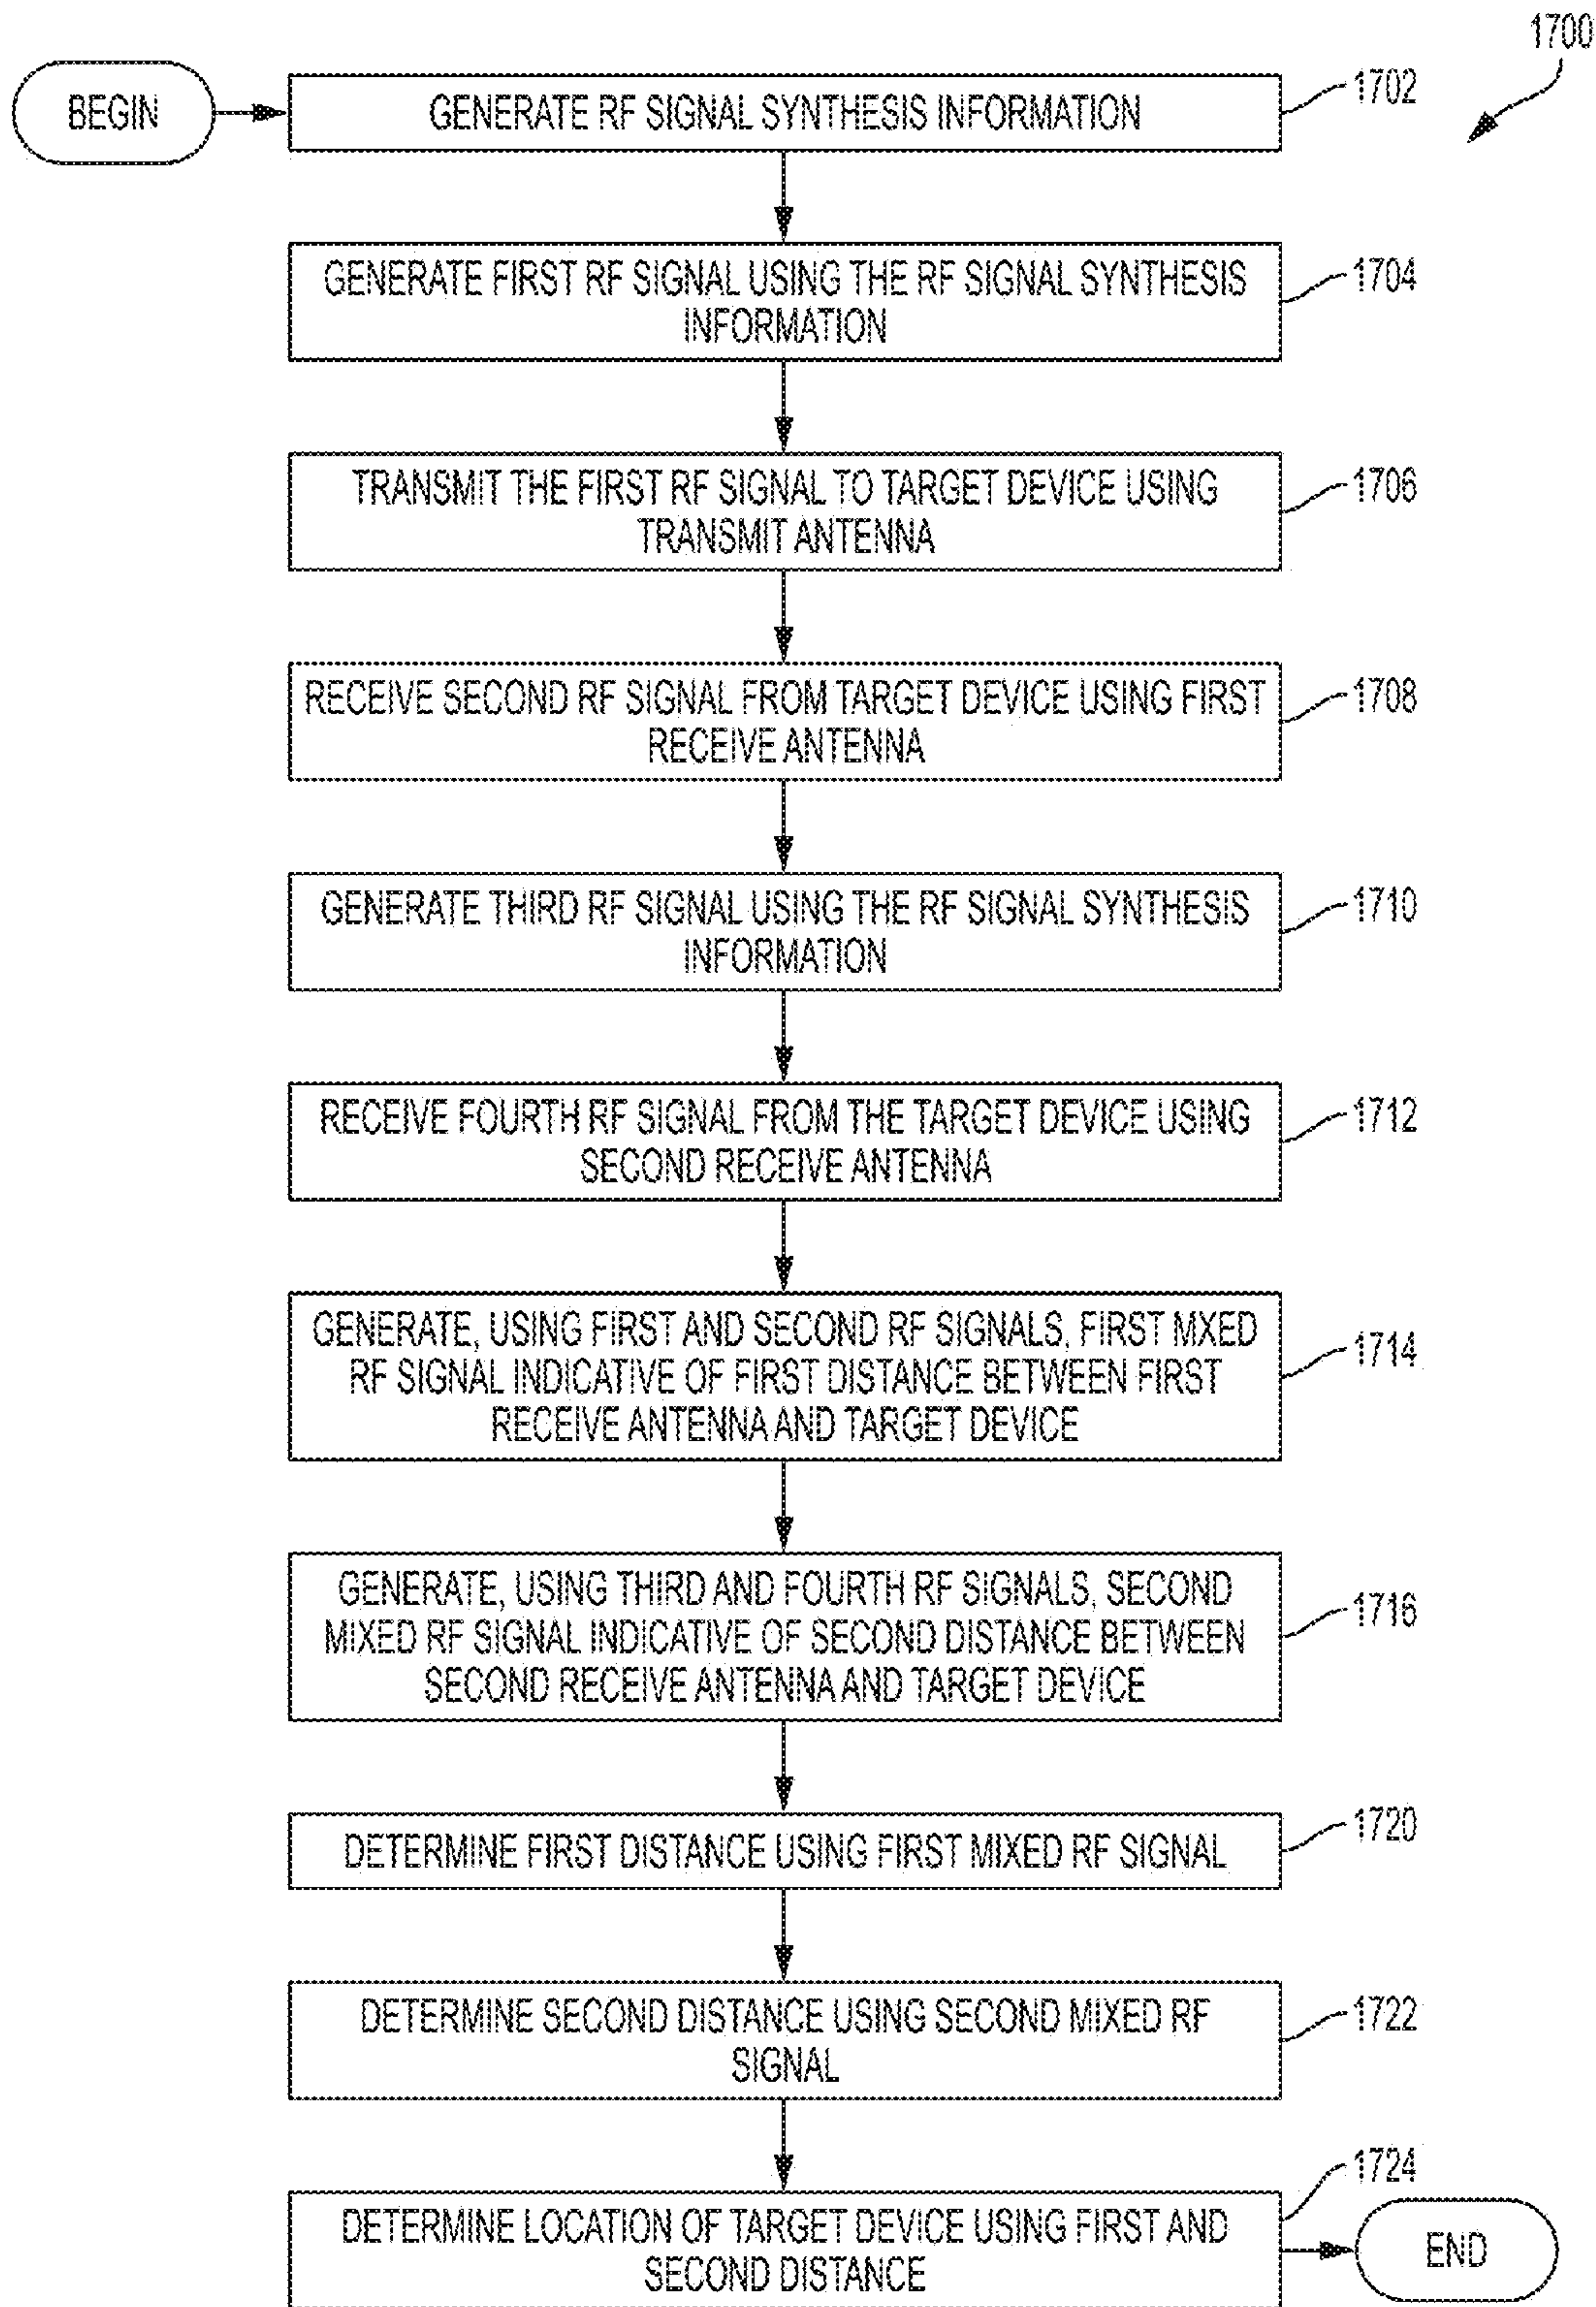 1700
BEGIN
GENERATE RF SIGNAL SYNTHESIS INFORMATION
1702
GENERATE FIRST RF SIGNAL USING THE RF SIGNAL SYNTHESIS
INFORMATION
1704
TRANSMIT THE FIRST RF SIGNAL TO TARGET DEVICE USING
TRANSMIT ANTENNA
1706
RECEIVE SECOND RF SIGNAL FROM TARGET DEVICE USING FIRST
RECEIVE ANTENNA
1708
GENERATE THIRD RF SIGNAL USING THE RF SIGNAL SYNTHESIS
INFORMATION
1710
RECEIVE FOURTH RF SIGNAL FROM THE TARGET DEVICE USING
SECOND RECEIVE ANTENNA
1712
GENERATE, USING FIRST AND SECOND RF SIGNALS, FIRST MXED
RF SIGNAL INDICATIVE OF FIRST DISTANCE BETWEEN FIRST
RECEIVE ANTENNA AND TARGET DEVICE
1714
GENERATE, USING THIRD AND FOURTH RF SIGNALS, SECOND
MIXED RF SIGNAL INDICATIVE OF SECOND DISTANCE BETWEEN
SECOND RECEIVE ANTENNA AND TARGET DEVICE
1716
DETERMINE FIRST DISTANCE USING FIRST MIXED RF SIGNAL
1720
DETERMINE SECOND DISTANCE USING SECOND MIXED RF
SIGNAL
1722
DETERMINE LOCATION OF TARGET DEVICE USING FIRST AND
SECOND DISTANCE
1724
END